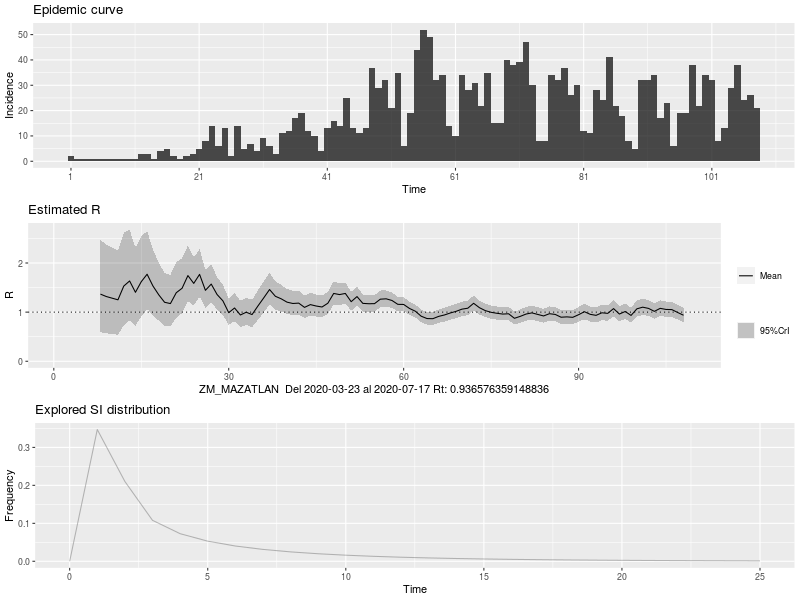 Epidemic curve
50
40
30
20
10
0
Incidence
1 21 41 61 81 101
Time
Estimated R
2
1
0
R
0 30 60 90
ZM_MAZATLAN Del 2020-03-23 al 2020-07-17 Rt: 0.936576359148836
Mean
95%CrI
Explored SI distribution
0.3
0.2
0.1
0.0
Frequency
0 5 10 15 20 25
Time